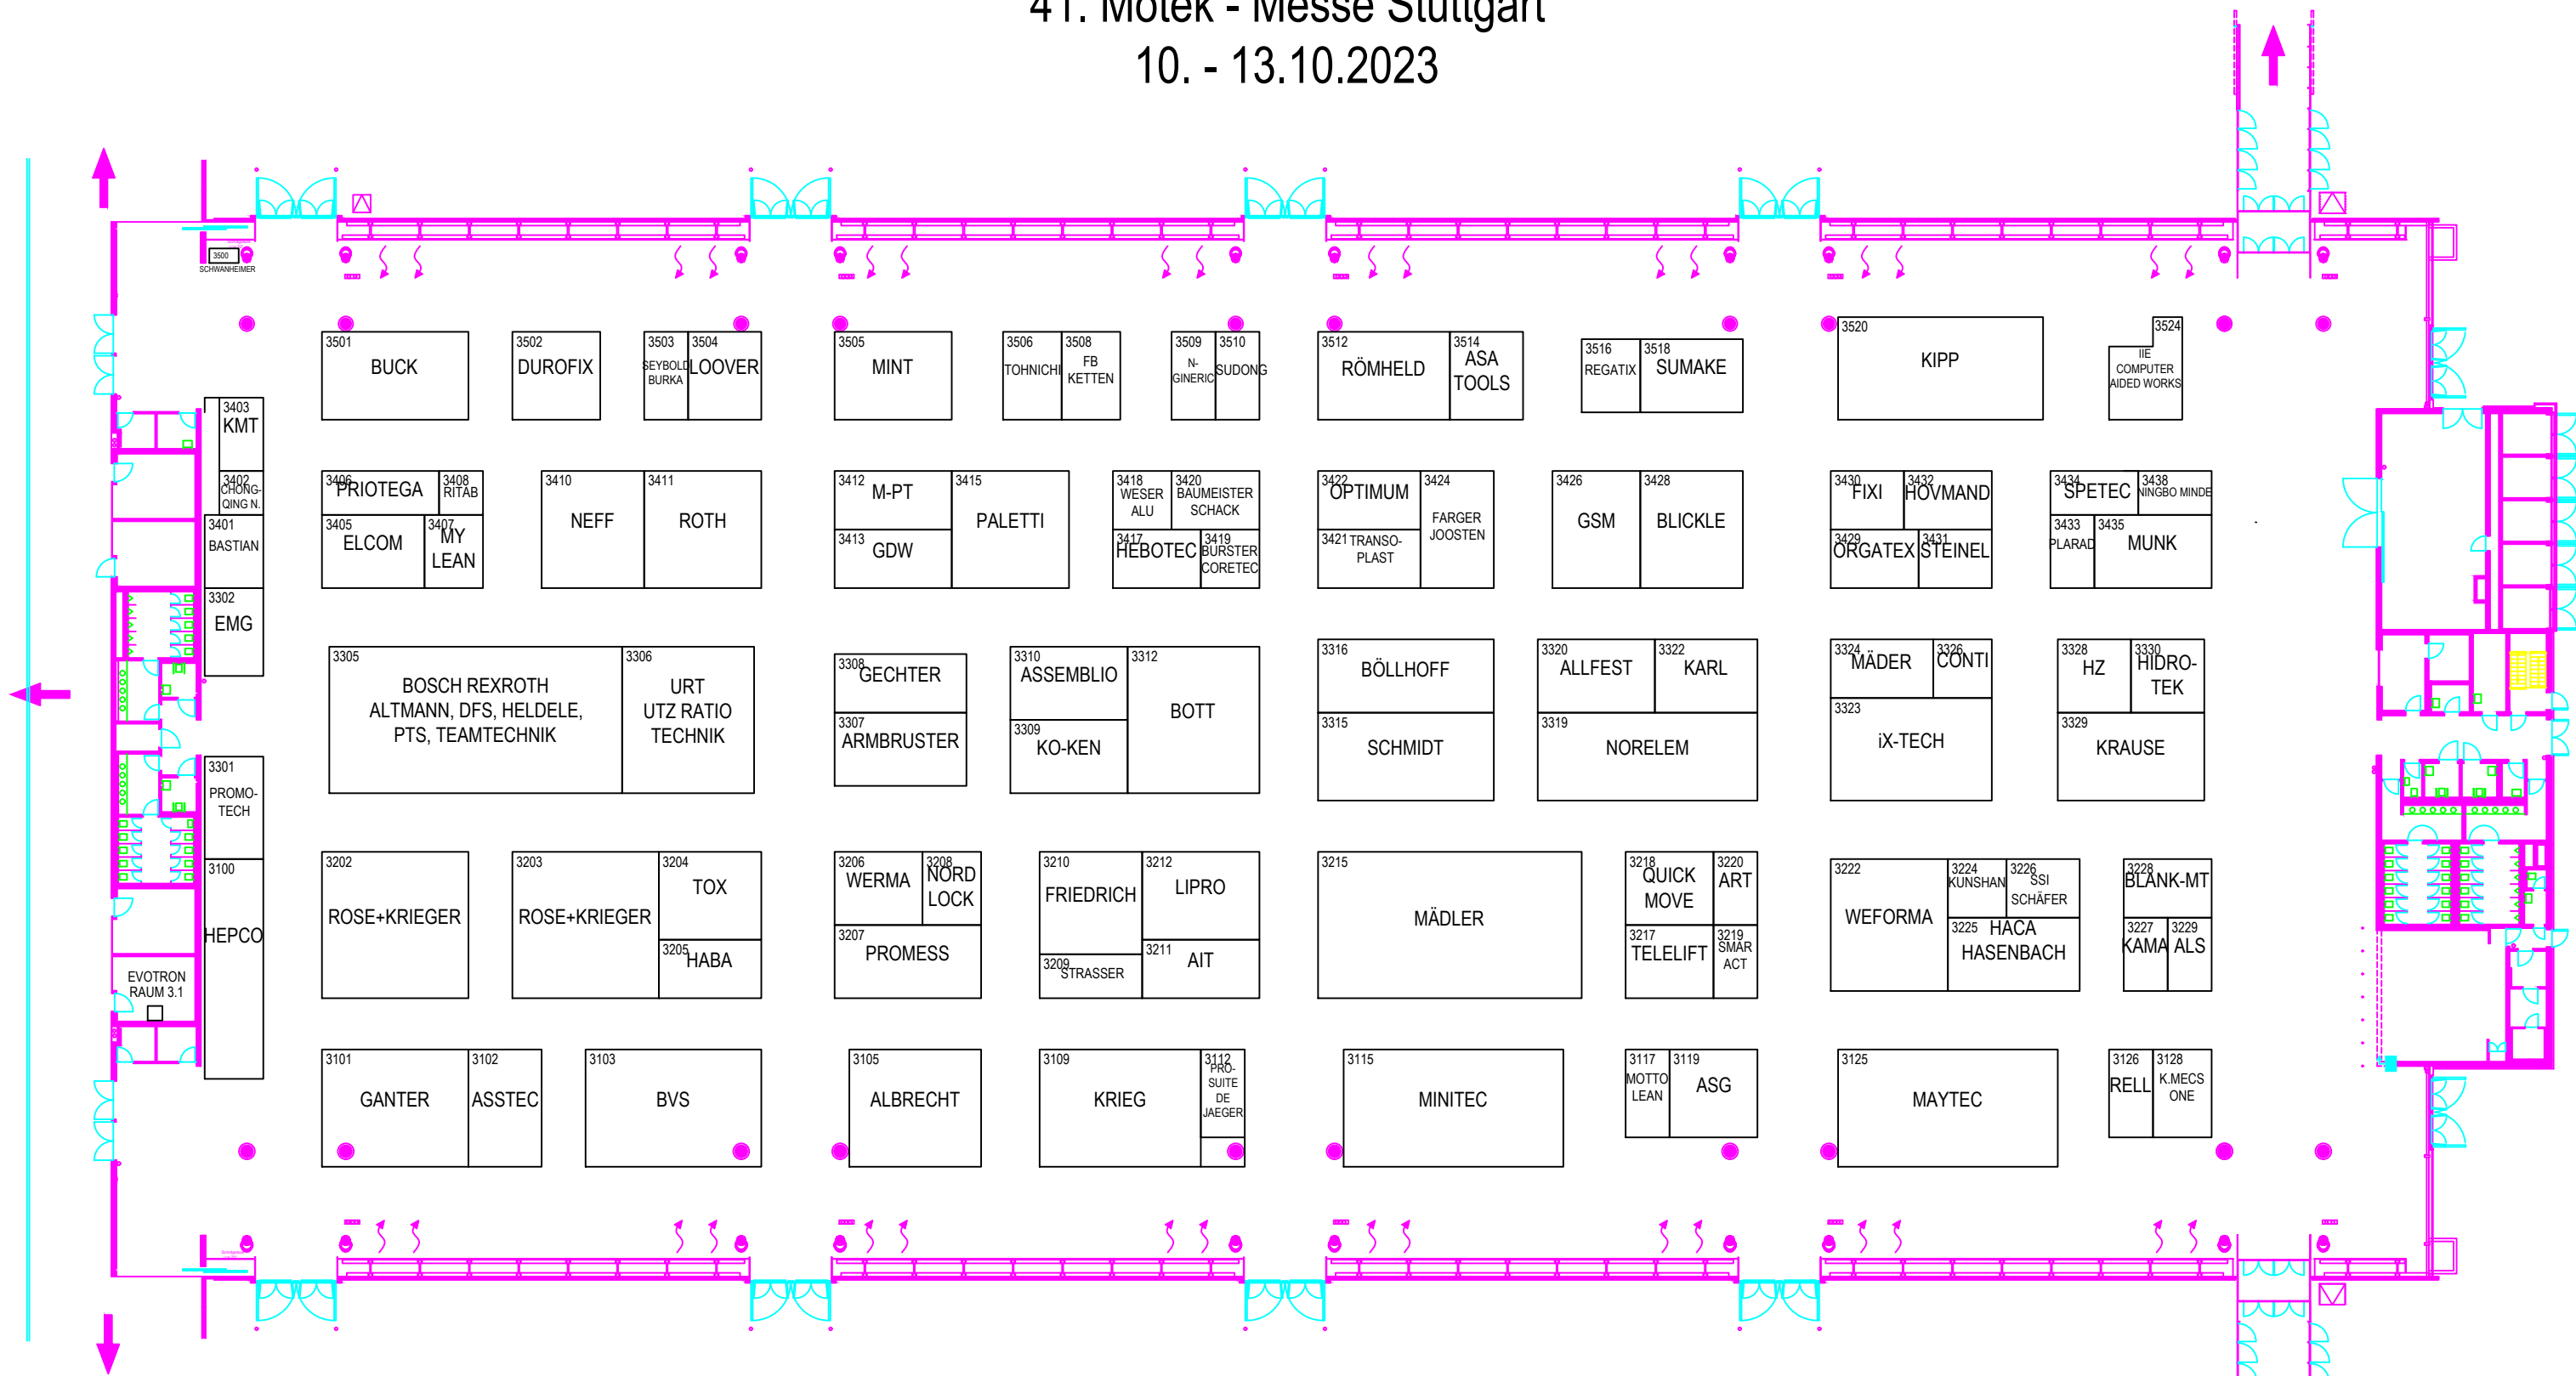 41. Motek - Messe Stuttgart
10. - 13.10.2023
3500
SCHWANHEIMER
3501
BUCK
3502
DUROFIX
3503
SEYBOLD
BURKA
3504
LOOVER
3505
MINT
3506
TOHNICHI
3508
FB
KETTEN
3509
N-
GINERIC
3510
SUDONG
3512
RÖMHELD
3514
ASA
TOOLS
3516
REGATIX
3518
SUMAKE
3520
KIPP
3524
IIE
COMPUTER
AIDED WORKS
3403
KMT
3402
CHONG-
QING N.
3401
BASTIAN
3302
EMG
3406
PRIOTEGA
3408
RITAB
3405
ELCOM
3407
MY
LEAN
3410
NEFF
3411
ROTH
3412
M-PT
3413
GDW
3415
PALETTI
3418
WESER
ALU
3420
BAUMEISTER
SCHACK
3417
HEBOTEC
3419
BURSTER
CORETEC
3422
OPTIMUM
3421
TRANSO-
PLAST
3424
FARGER
JOOSTEN
3426
GSM
3428
BLICKLE
3430
FIXI
3432
HOVMAND
3429
ORGATEX
3431
STEINEL
3434
SPETEC
3438
NINGBO MINDE
3433
PLARAD
3435
MUNK
3305
BOSCH REXROTH
ALTMANN, DFS, HELDELE,
PTS, TEAMTECHNIK
3306
URT
UTZ RATIO
TECHNIK
3308
GECHTER
3307
ARMBRUSTER
3310
ASSEMBLIO
3309
KO-KEN
3312
BOTT
3316
BÖLLHOFF
3315
SCHMIDT
3320
ALLFEST
3322
KARL
3319
NORELEM
3324
MÄDER
3326
CONTI
3323
iX-TECH
3328
HZ
3330
HIDRO-
TEK
3329
KRAUSE
3301
PROMO-
TECH
3100
HEPCO
EVOTRON
RAUM 3.1
3202
ROSE+KRIEGER
3203
ROSE+KRIEGER
3204
TOX
3205
HABA
3206
WERMA
3208
NORD
LOCK
3207
PROMESS
3210
FRIEDRICH
3209
STRASSER
3212
LIPRO
3211
AIT
3215
MÄDLER
3218
QUICK
MOVE
3220
ART
3217
TELELIFT
3219
SMAR
ACT
3222
WEFORMA
3224
KUNSHAN
3226
SSI
SCHÄFER
3225
HACA
HASENBACH
3228
BLANK-MT
3227
KAMA
3229
ALS
3101
GANTER
3102
ASSTEC
3103
BVS
3105
ALBRECHT
3109
KRIEG
3112
PRO-
SUITE
DE
JAEGER
3115
MINITEC
3117
MOTTO
LEAN
3119
ASG
3125
MAYTEC
3126
RELL
3128
K.MECS
ONE